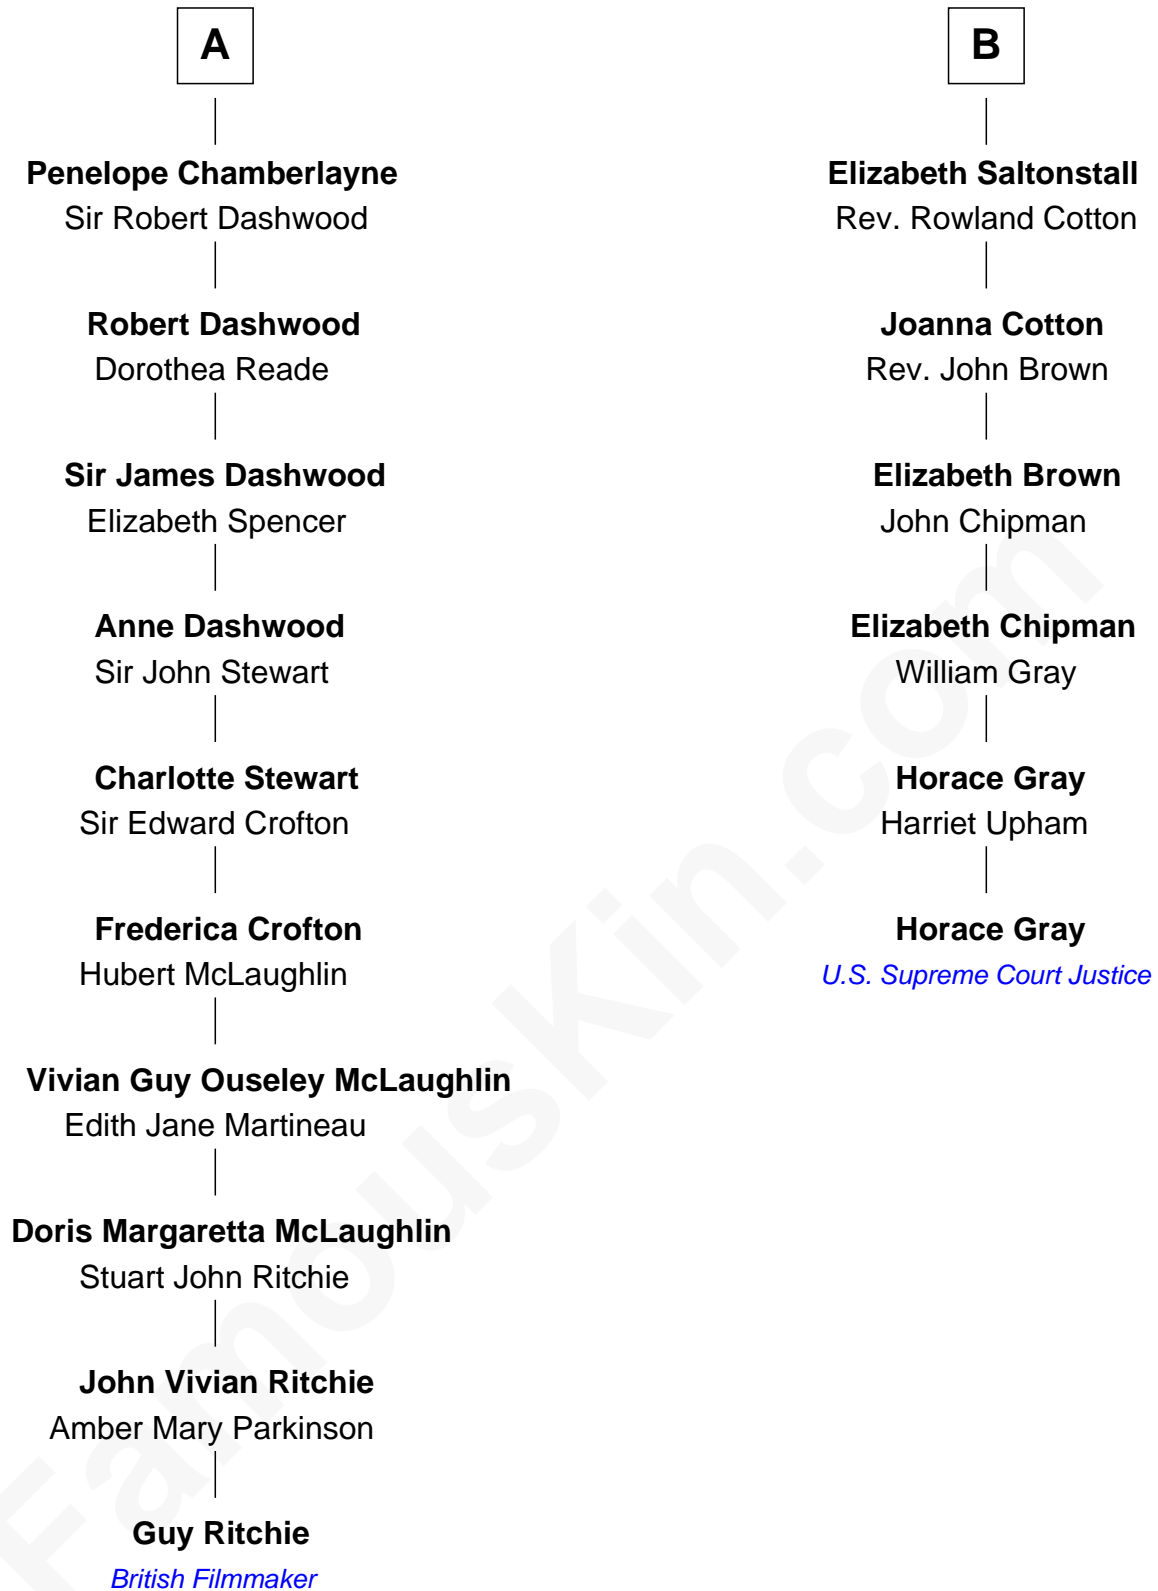 A
Penelope Chamberlayne
Sir Robert Dashwood
Robert Dashwood
Dorothea Reade
Sir James Dashwood
Elizabeth Spencer
Anne Dashwood
Sir John Stewart
Charlotte Stewart
Sir Edward Crofton
Frederica Crofton
Hubert McLaughlin
Vivian Guy Ouseley McLaughlin
Edith Jane Martineau
Doris Margaretta McLaughlin
Stuart John Ritchie
John Vivian Ritchie
Amber Mary Parkinson
Guy Ritchie
British Filmmaker
B
Elizabeth Saltonstall
Rev. Rowland Cotton
Joanna Cotton
Rev. John Brown
Elizabeth Brown
John Chipman
Elizabeth Chipman
William Gray
Horace Gray
Harriet Upham
Horace Gray
U.S. Supreme Court Justice
FamousKin.com